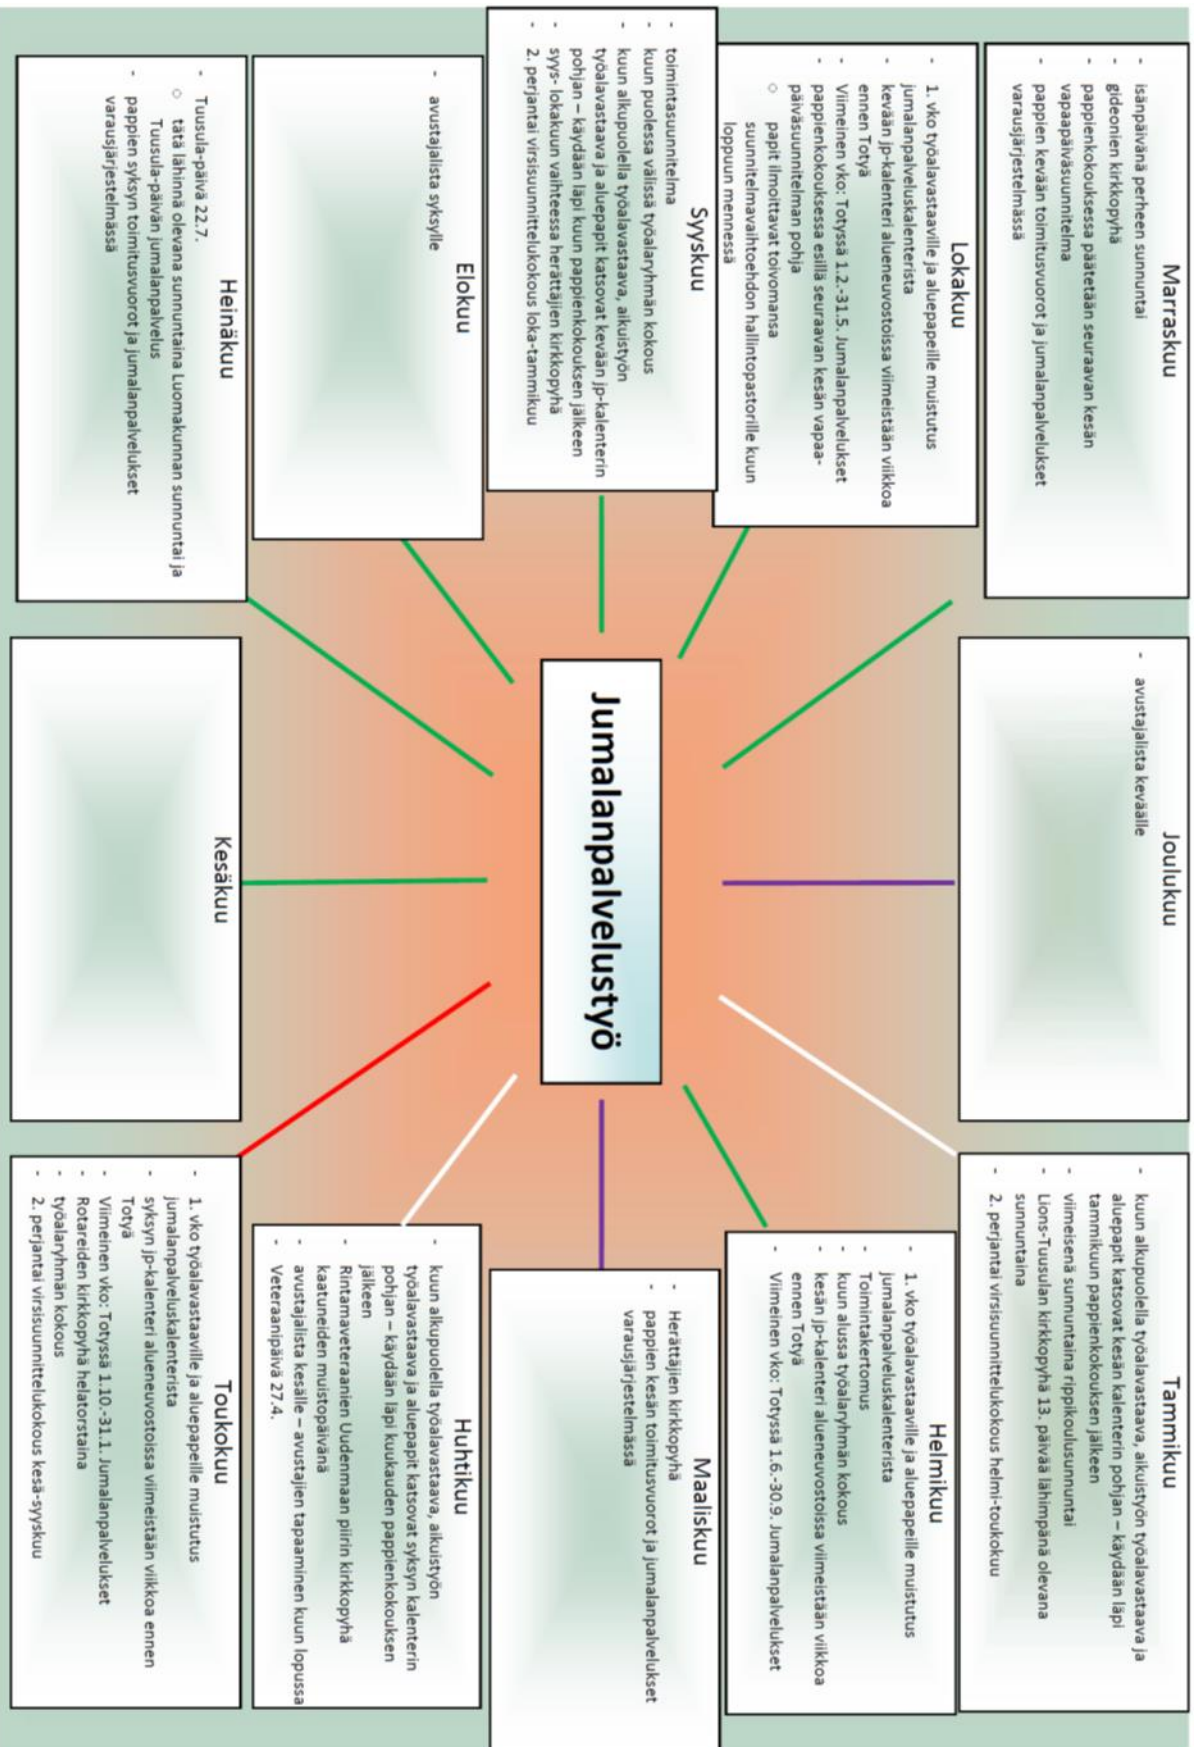 Marraskuu
- isänpäivänä perheen sunnuntai
- gideonien kirkkopyhä
- pappienkokouksessa päätetään seuraavan kesän
vapaapäiväsuunnitelma
- pappien kevään toimitusvuorot ja jumalanpalvelukset
varausjärjestelmässä
Joulukuu
- avustajalista keväälle
Tammikuu
- kuun alkupuolella työalavastaava, aikuistyön työalavastaava ja
aluepapit katsovat kesän kalenterin pohjan – käydään läpi
tammikuun pappienkokouksen jälkeen
- viimeisenä sunnuntaina rippikoulusunnuntai
- Lions-Tuusulan kirkkopyhä 13. päivää lähimpänä olevana
sunnuntaina
- 2. perjantai virsisuunnittelukokous helmi-toukokuu
Lokakuu
- 1. vko työalavastaaville ja aluepapeille muistutus
jumalanpalveluskalenterista
- kevään jp-kalenteri alueneuvostoissa viimeistään viikkoa
ennen Totyä
- Viimeinen vko: Totyssä 1.2.-31.5. Jumalanpalvelukset
- pappienkokouksessa esillä seuraavan kesän vapaa-
päiväsuunnitelman pohja
○ papit ilmoittavat toivomansa
suunnitelmavaihtoehdon hallintopastorille kuun
loppuun mennessä
Helmikuu
- 1. vko työalavastaaville ja aluepapeille muistutus
jumalanpalveluskalenterista
- Toimintakertomus
- kuun alussa työalaryhmän kokous
- kesän jp-kalenteri alueneuvostoissa viimeistään viikkoa
ennen Totyä
- Viimeinen vko: Totyssä 1.6.-30.9. Jumalanpalvelukset
Syyskuu
- toimintasuunnitelma
- kuun puolessa välissä työalaryhmän kokous
- kuun alkupuolella työalavastaava, aikuistyön
työalavastaava ja aluepapit katsovat kevään jp-kalenterin
pohjan – käydään läpi kuun pappienkokouksen jälkeen
- syys- lokakuun vaihteessa herättäjien kirkkopyhä
- 2. perjantai virsisuunnittelukokous loka-tammikuu
Jumalanpalvelustyö
Maaliskuu
- Herättäjien kirkkopyhä
- pappien kesän toimitusvuorot ja jumalanpalvelukset
varausjärjestelmässä
Elokuu
- avustajalista syksylle
Huhtikuu
- kuun alkupuolella työalavastaava, aikuistyön
työalavastaava ja aluepapit katsovat syksyn kalenterin
pohjan – käydään läpi kuukauden pappienkokouksen
jälkeen
- Rintamaveteraanien Uudenmaan piirin kirkkopyhä
kaatuneiden muistopäivänä
- avustajalista kesälle – avustajien tapaaminen kuun lopussa
- Veteraanipäivä 27.4.
Heinäkuu
- Tuusula-päivä 22.7.
○ tätä lähinnä olevana sunnuntaina Luomakunnan sunnuntai ja
Tuusula-päivän jumalanpalvelus
- pappien syksyn toimitusvuorot ja jumalanpalvelukset
varausjärjestelmässä
Kesäkuu
Toukokuu
- 1. vko työalavastaaville ja aluepapeille muistutus
jumalanpalveluskalenterista
- syksyn jp-kalenteri alueneuvostoissa viimeistään viikkoa ennen
Totyä
- Viimeinen vko: Totyssä 1.10.-31.1. Jumalanpalvelukset
- Rotareiden kirkkopyhä helatorstaina
- työalaryhmän kokous
- 2. perjantai virsisuunnittelukokous kesä-syyskuu